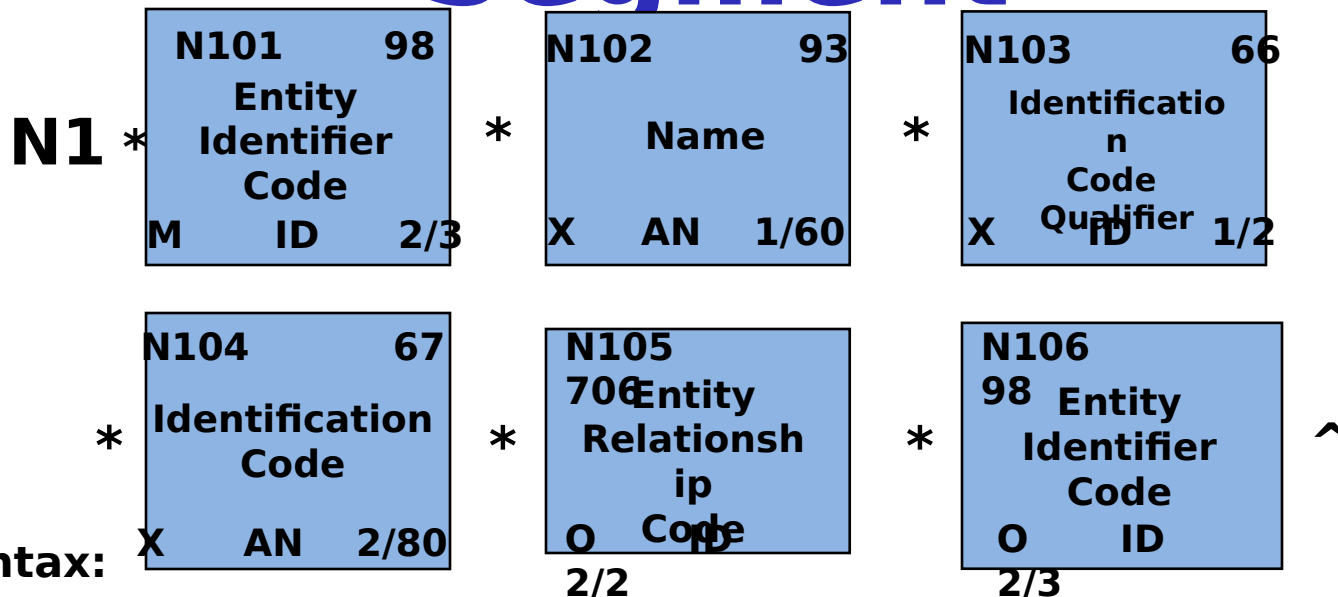 Segment
N1 *
N101 98
Entity
Identifier
Code
M ID 2/3
*
N102 93
Name
X AN 1/60
*
N103 66
Identificatio
n
Code
Qualifier
X ID 1/2
*
N104 67
Identification
Code
X AN 2/80
*
N105
706
Entity
Relationsh
ip
Code
O ID
2/2
*
N106
98
Entity
Identifier
Code
O ID
2/3
^
ntax: